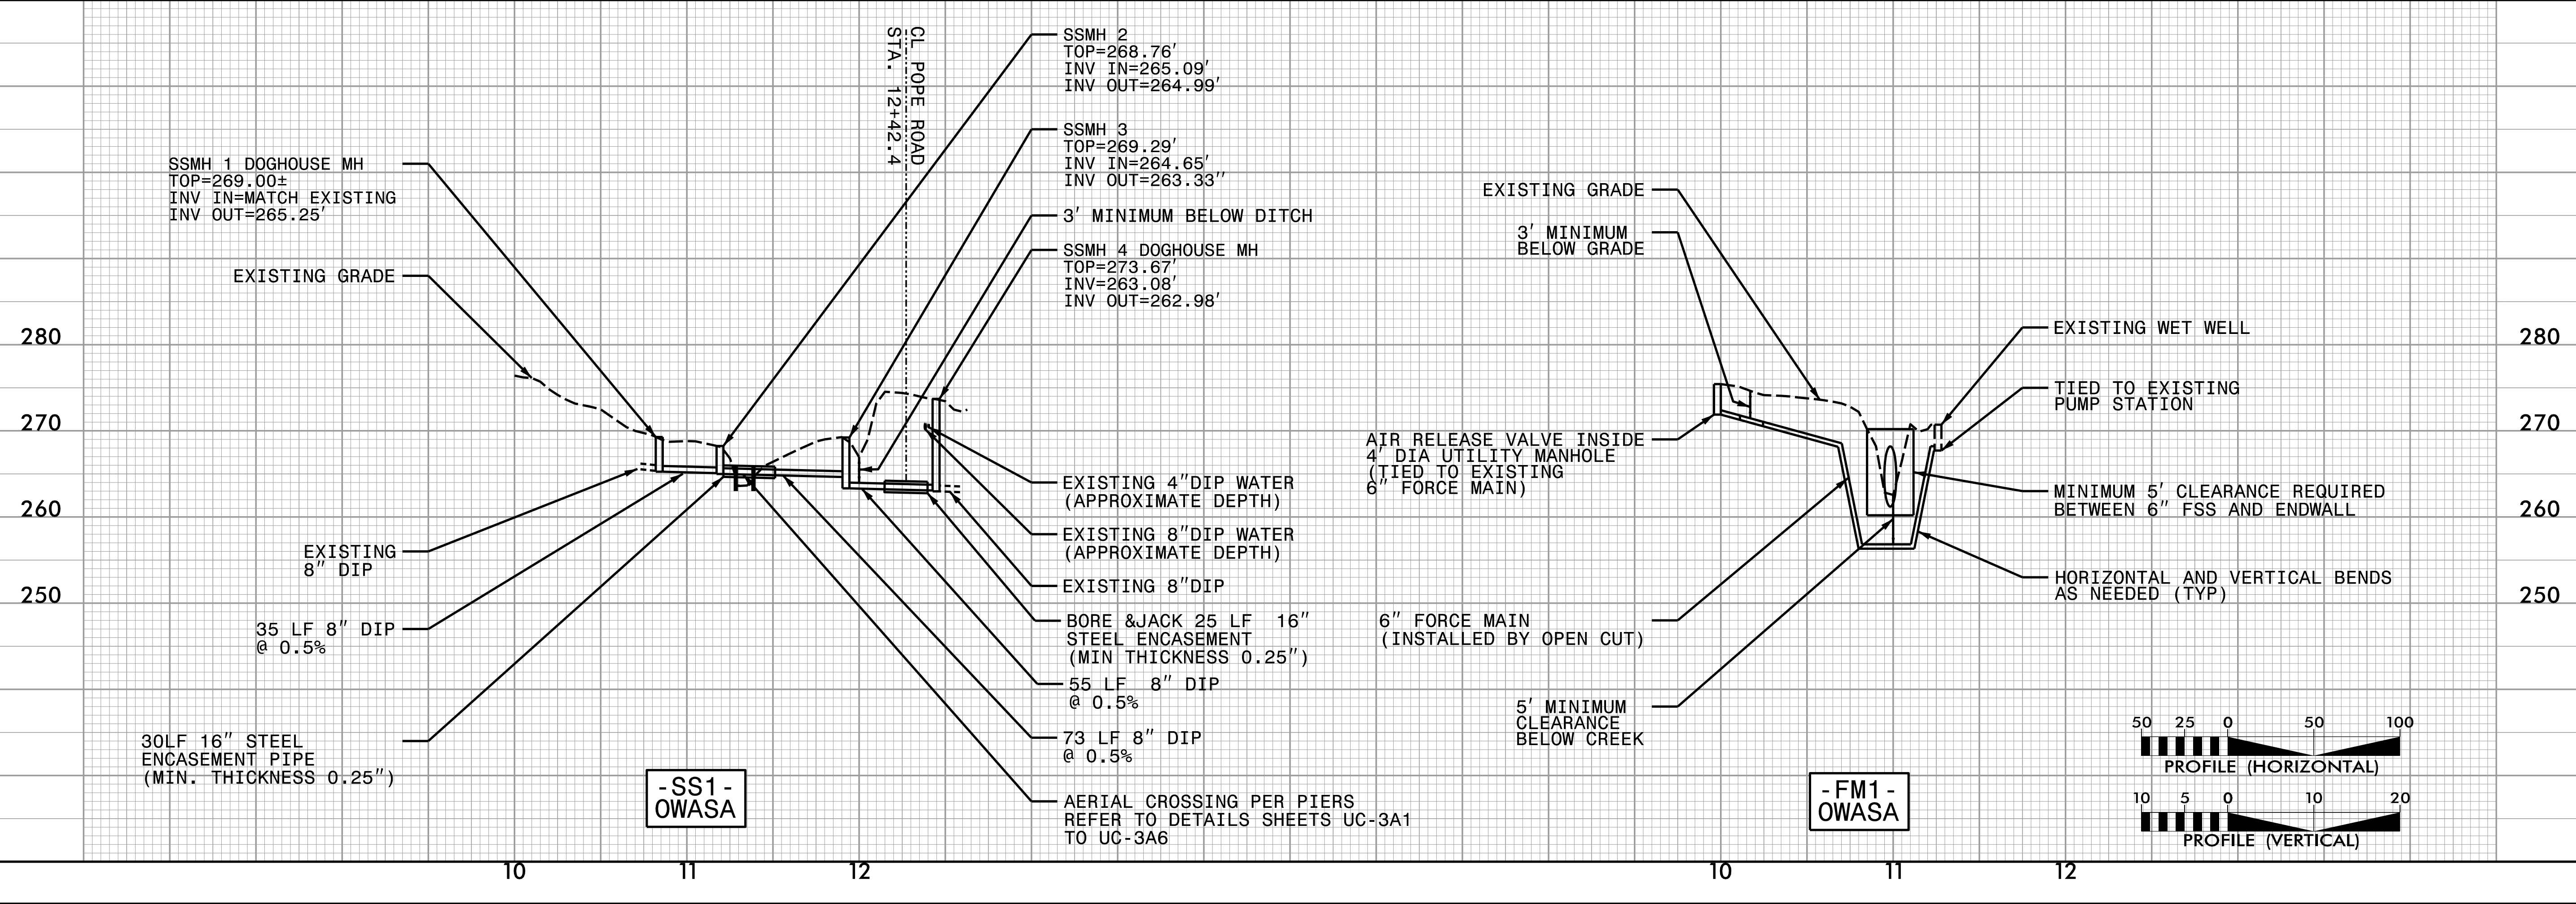 SSMH 1 DOGHOUSE MH
TOP=269.00±
INV IN=MATCH EXISTING
INV OUT=265.25'
EXISTING GRADE
EXISTING
8" DIP
35 LF 8" DIP
@ 0.5%
30LF 16" STEEL
ENCASEMENT PIPE
(MIN. THICKNESS 0.25")
CL POPE ROAD
STA. 12+42.4
SSMH 2
TOP=268.76'
INV IN=265.09'
INV OUT=264.99'
SSMH 3
TOP=269.29'
INV IN=264.65'
INV OUT=263.33"
3' MINIMUM BELOW DITCH
SSMH 4 DOGHOUSE MH
TOP=273.67'
INV=263.08'
INV OUT=262.98'
EXISTING 4"DIP WATER
(APPROXIMATE DEPTH)
EXISTING 8"DIP WATER
(APPROXIMATE DEPTH)
EXISTING 8"DIP
BORE &JACK 25 LF 16"
STEEL ENCASEMENT
(MIN THICKNESS 0.25")
55 LF 8" DIP
@ 0.5%
73 LF 8" DIP
@ 0.5%
AERIAL CROSSING PER PIERS
REFER TO DETAILS SHEETS UC-3A1
TO UC-3A6
-SS1-
OWASA
EXISTING GRADE
3' MINIMUM
BELOW GRADE
AIR RELEASE VALVE INSIDE
4' DIA UTILITY MANHOLE
(TIED TO EXISTING
6" FORCE MAIN)
6" FORCE MAIN
(INSTALLED BY OPEN CUT)
5' MINIMUM
CLEARANCE
BELOW CREEK
EXISTING WET WELL
TIED TO EXISTING
PUMP STATION
MINIMUM 5' CLEARANCE REQUIRED
BETWEEN 6" FSS AND ENDWALL
HORIZONTAL AND VERTICAL BENDS
AS NEEDED (TYP)
-FM1-
OWASA
50 25 0 50 100
PROFILE (HORIZONTAL)
10 5 0 10 20
PROFILE (VERTICAL)
280
270
260
250
280
270
260
250
10 11 12 10 11 12